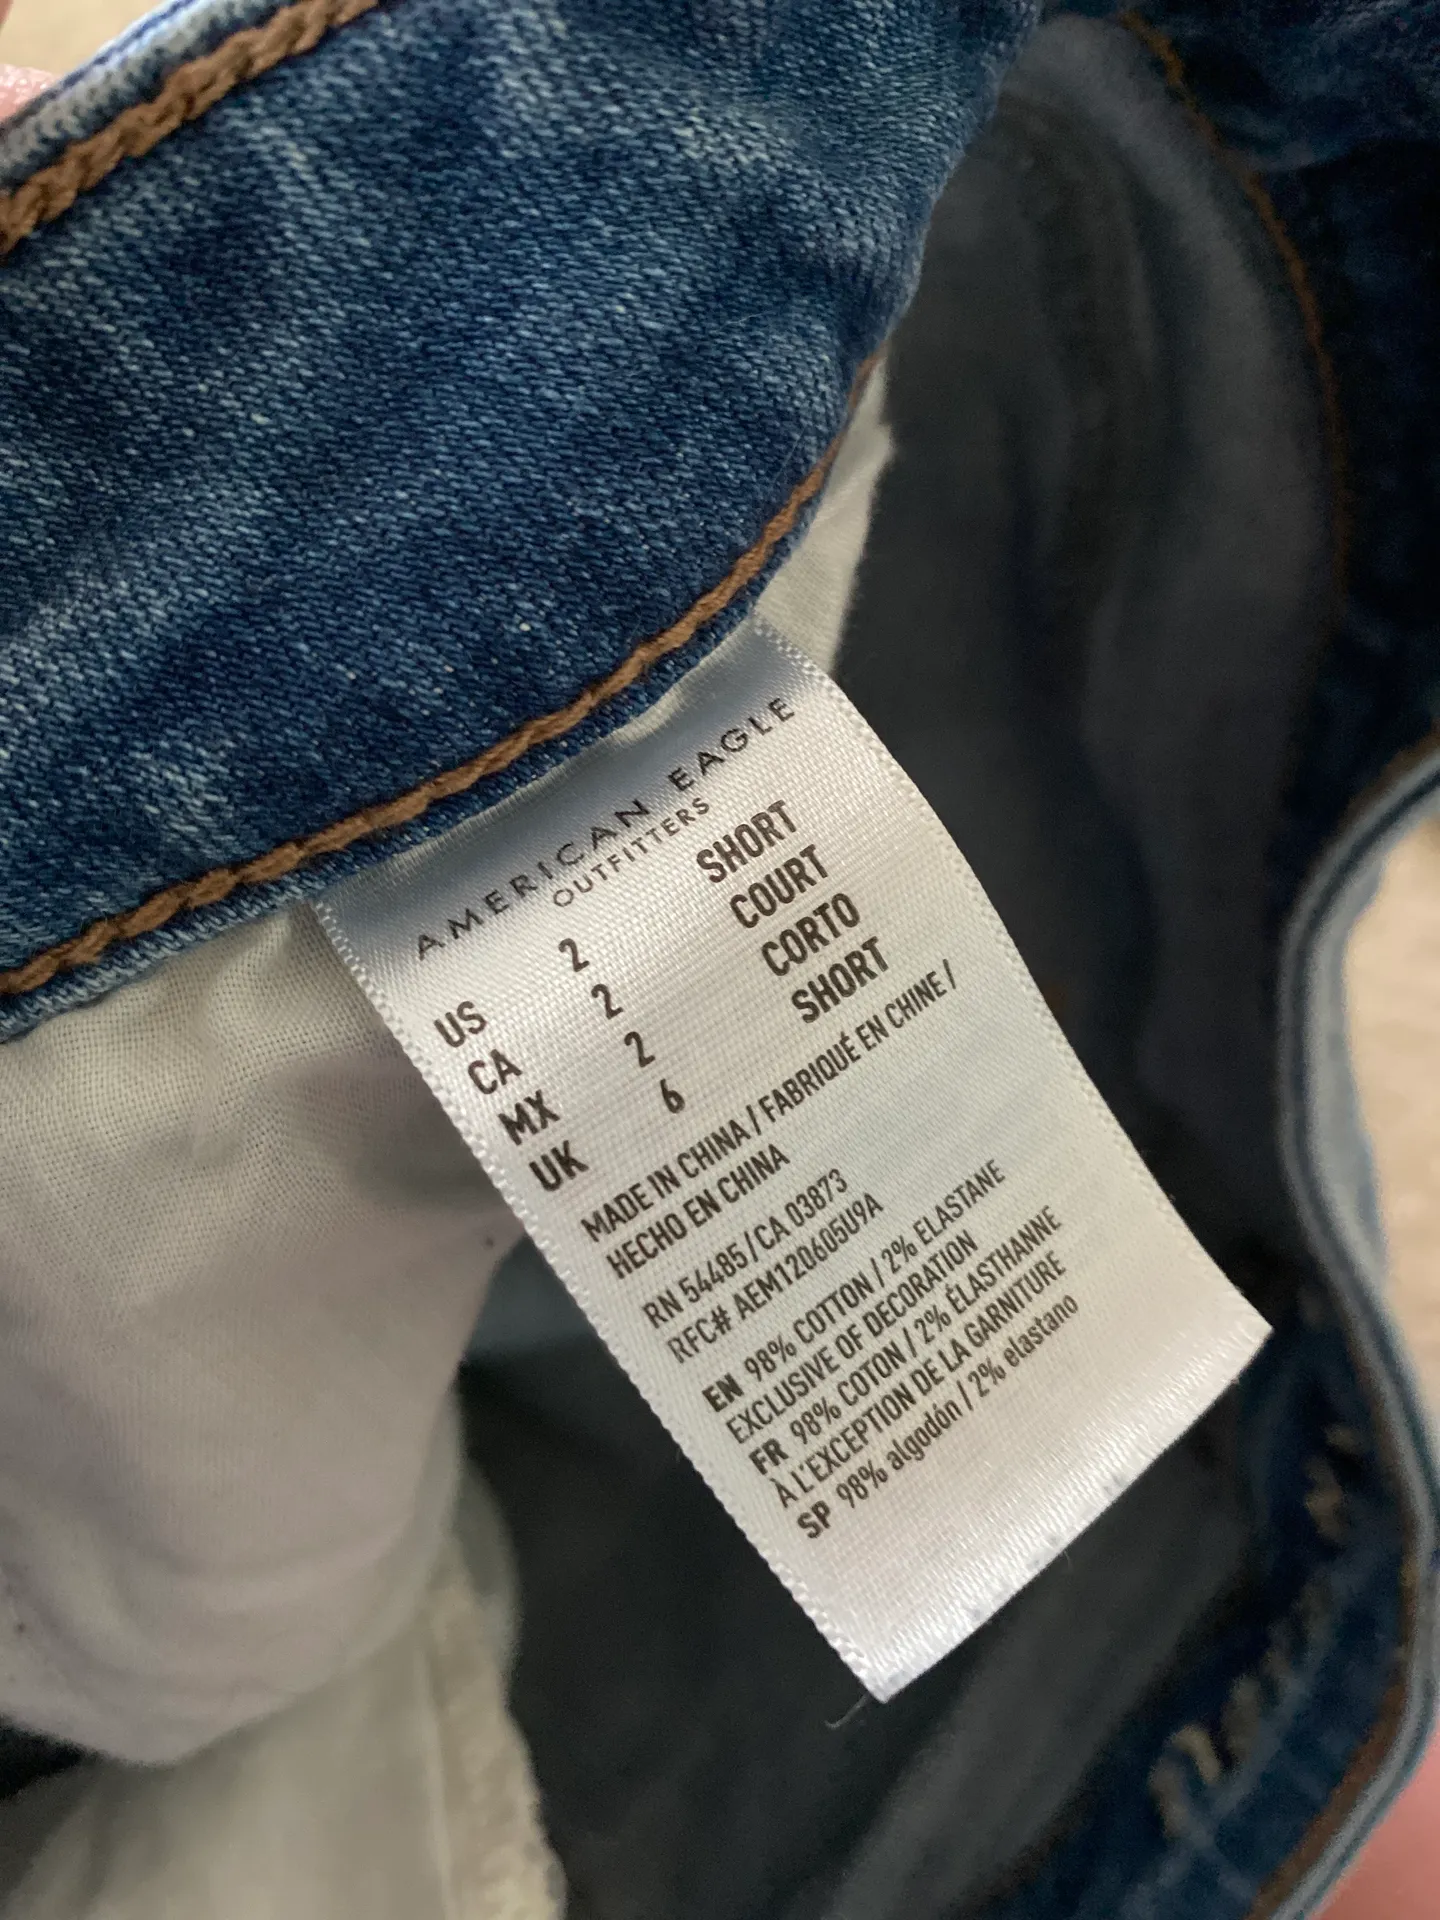 AMERICAN EAGLE
OUTFITTERS
US 2 SHORT
CA 2 COURT
MX 2 CORTO
UK 6 SHORT
MADE IN CHINA / FABRIQUÉ EN CHINE /
HECHO EN CHINA
RN 54485 / CA 03873
RFC# AEM120605U9A
EN 98% COTTON / 2% ELASTANE
EXCLUSIVE OF DECORATION
FR 98% COTON / 2% ÉLASTHANNE
À L'EXCEPTION DE LA GARNITURE
SP 98% algodón / 2% elastano